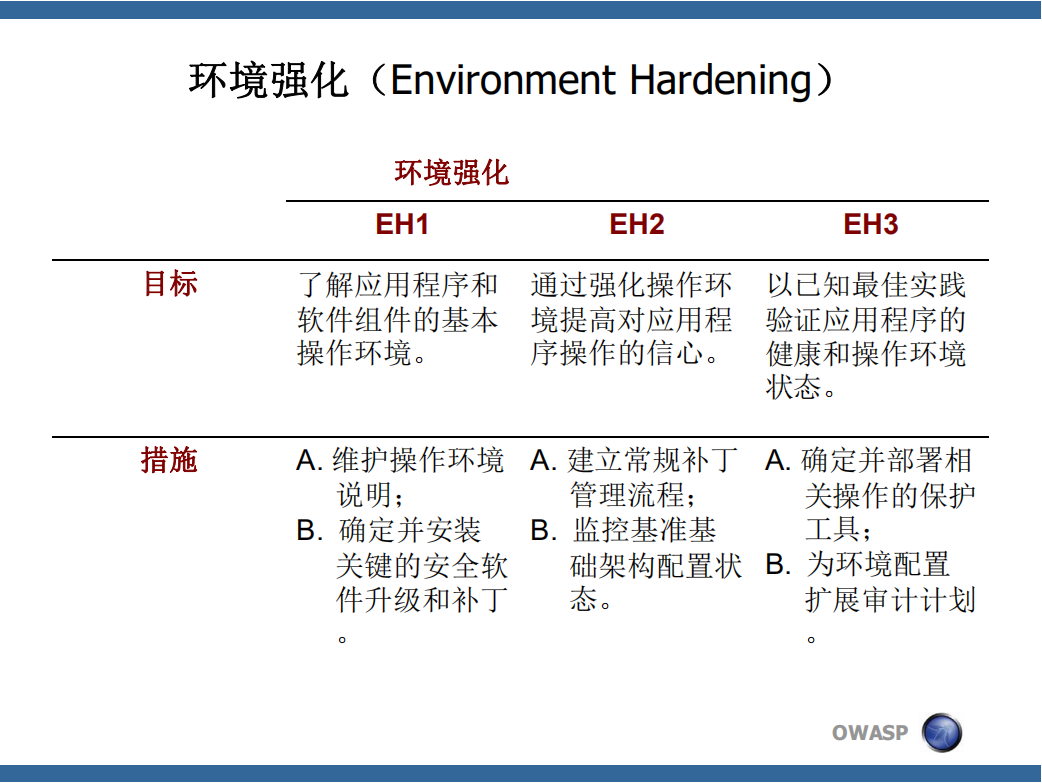 环境强化（Environment Hardening）
环境强化
EH1 EH2 EH3
目标
了解应用程序和
软件组件的基本
操作环境。
通过强化操作环
境提高对应用程
序操作的信心。
以已知最佳实践
验证应用程序的
健康和操作环境
状态。
措施
A. 维护操作环境
说明；
B. 确定并安装
关键的安全软
件升级和补丁
。
A. 建立常规补丁
管理流程；
B. 监控基准基
础架构配置状
态。
A. 确定并部署相
关操作的保护
工具；
B. 为环境配置
扩展审计计划
。
OWASP